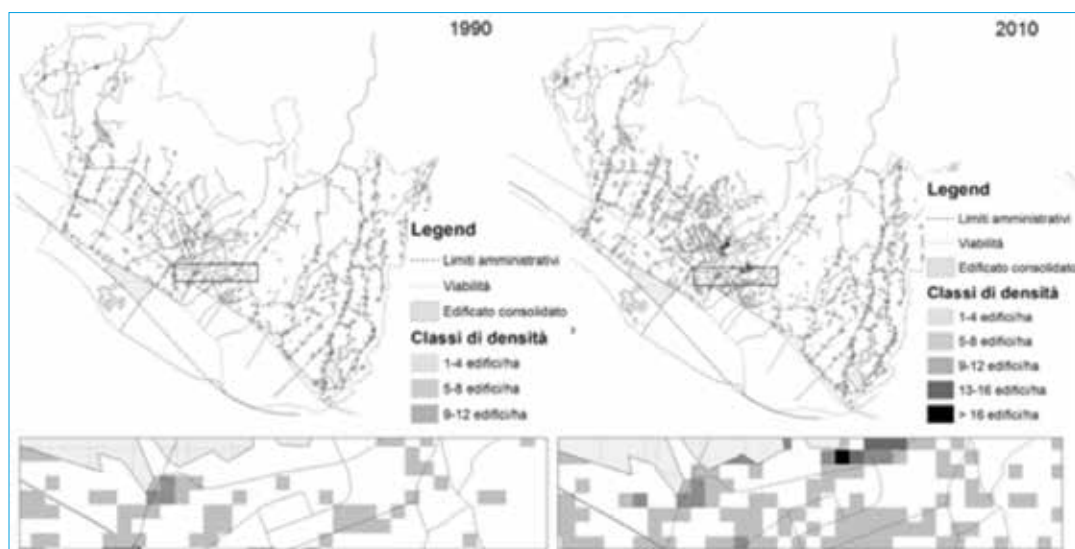 1990
Legend
Limiti amministrativi
Viabilità
Edificato consolidato
Classi di densità
1-4 edifici/ha
5-8 edifici/ha
9-12 edifici/ha
2010
Legend
Limiti amministrativi
Viabilità
Edificato consolidato
Classi di densità
1-4 edifici/ha
5-8 edifici/ha
9-12 edifici/ha
13-16 edifici/ha
> 16 edifici/ha